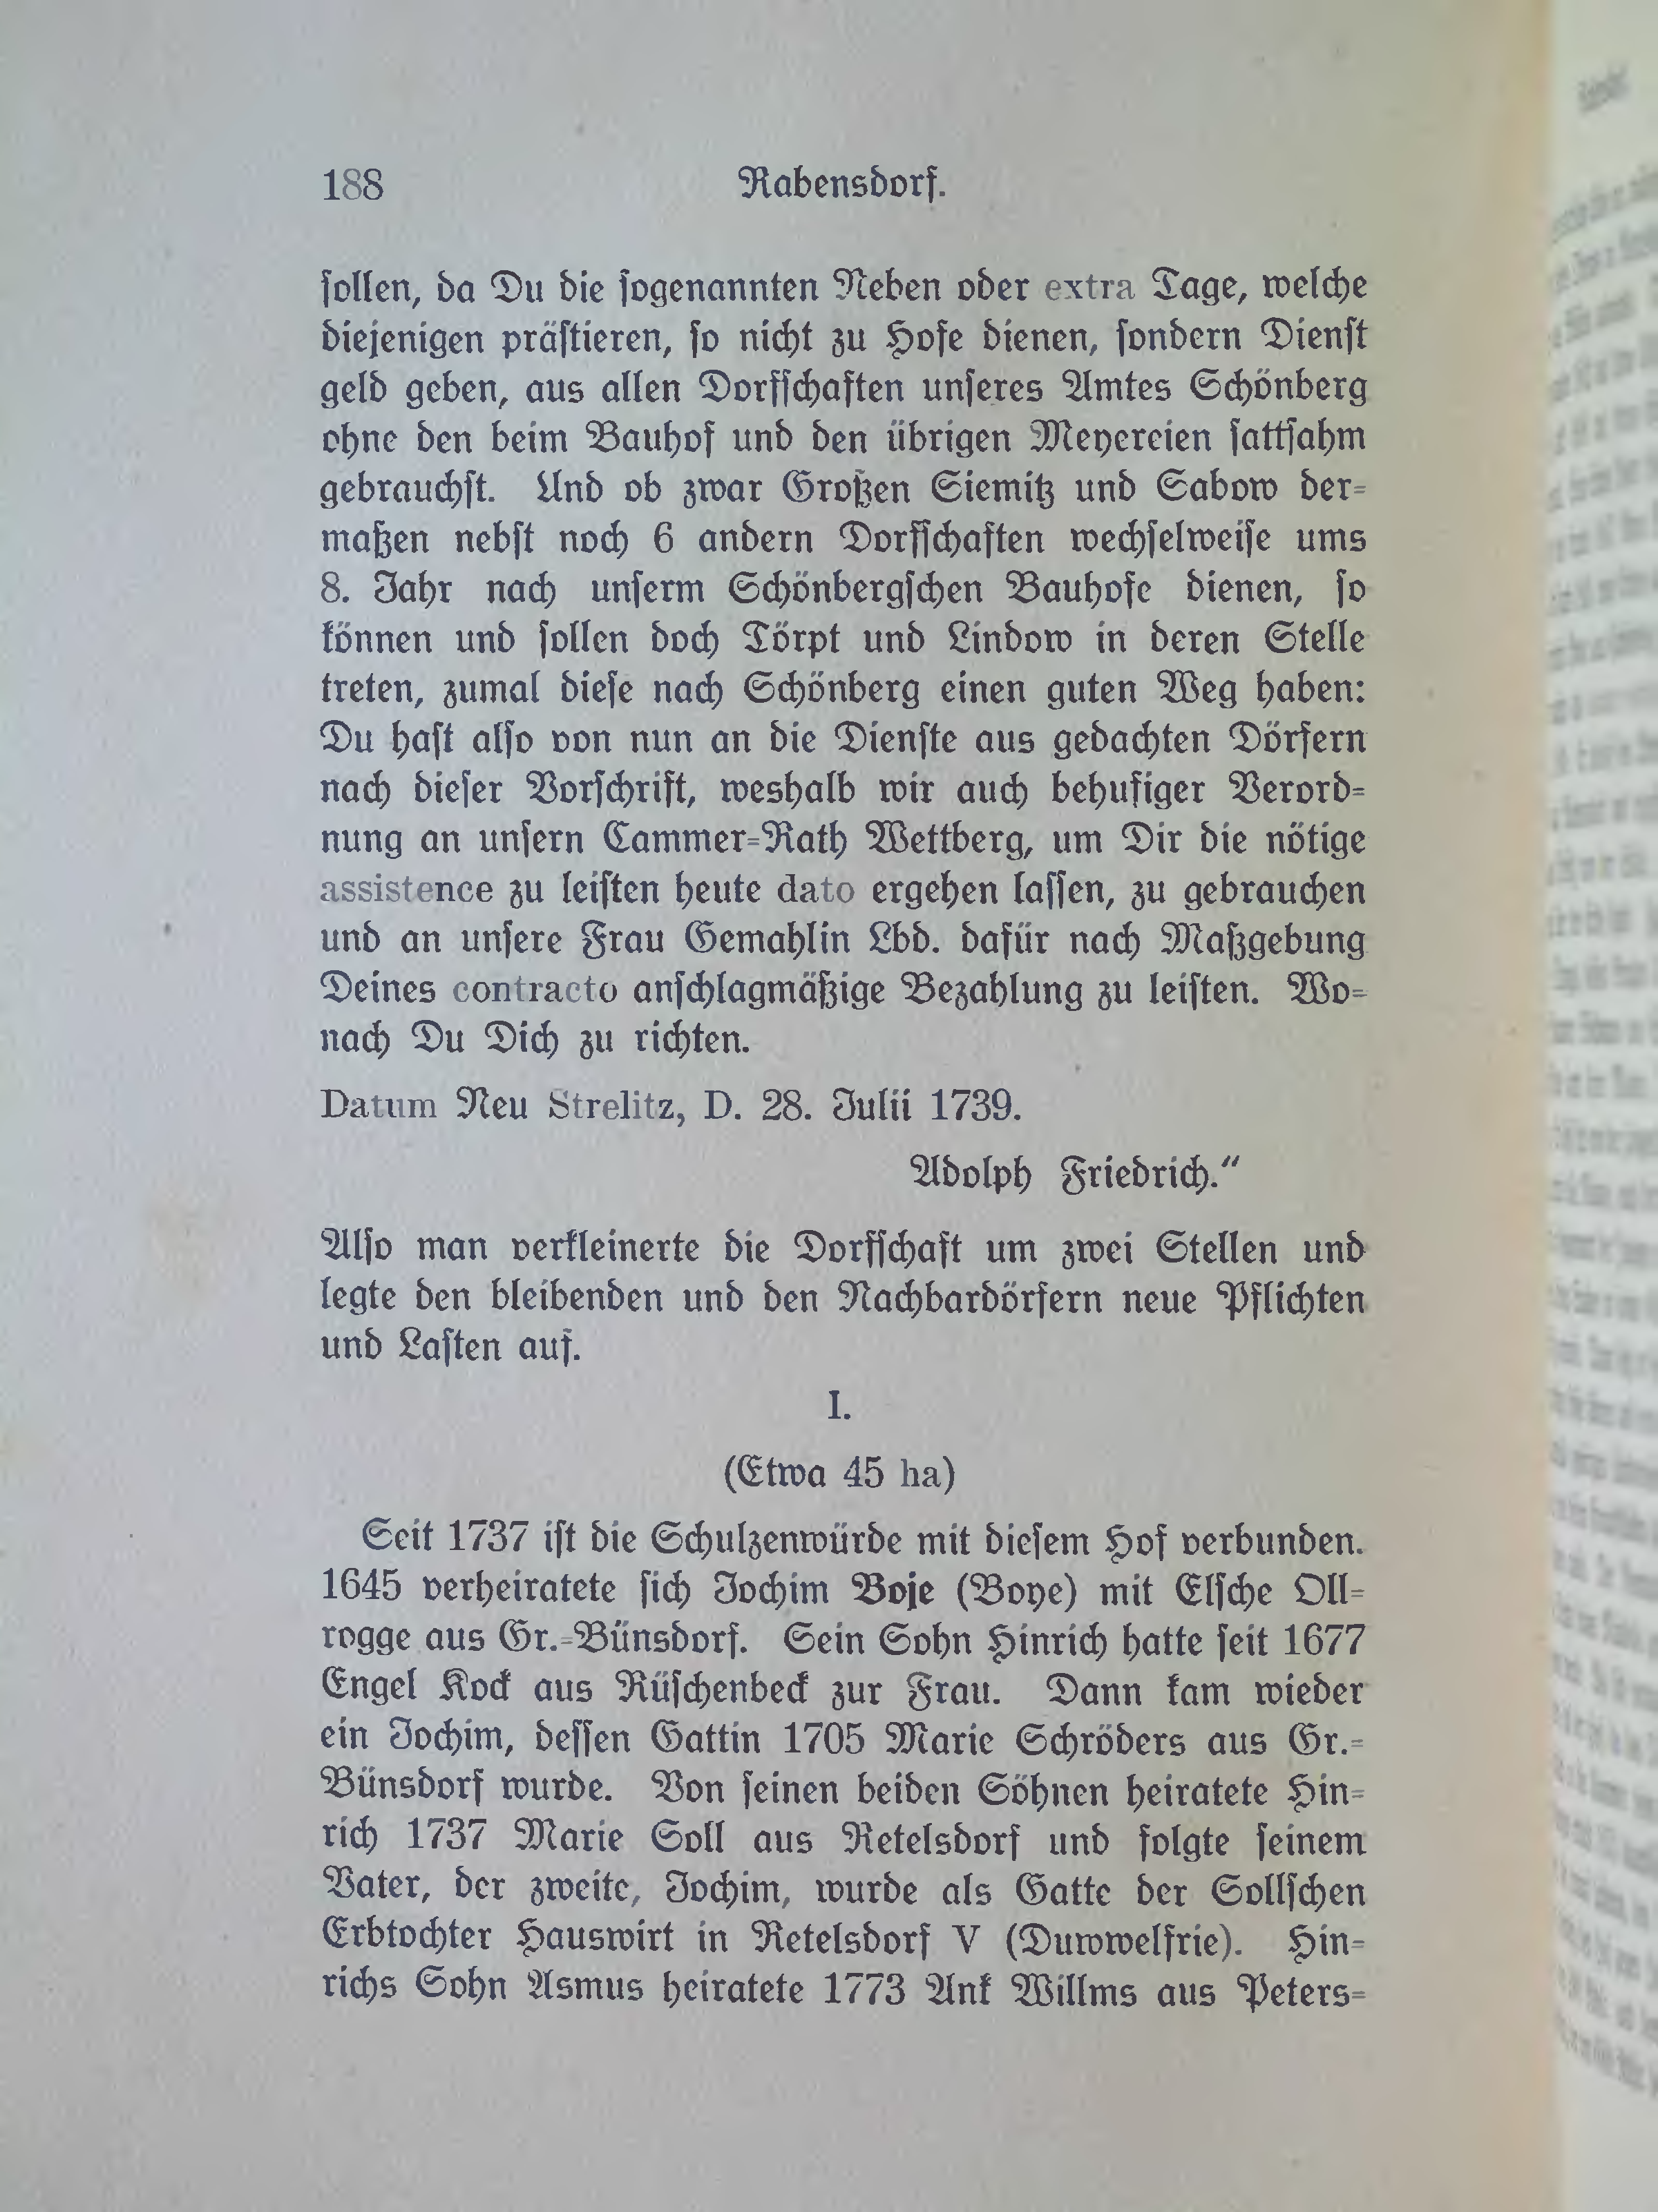 188 Rabensdorf.
sollen, da Du die sogenannten Neben oder extra Tage, welche
diejenigen prästieren, so nicht zu Hofe dienen, sondern Dienst
geld geben, aus allen Dorfschaften unseres Amtes Schönberg
ohne den beim Bauhof und den übrigen Meyereien sattsahm
gebrauchst. Und ob zwar Großen Siemitz und Sabow der-
maßen nebst noch 6 andern Dorfschaften wechselweise ums
8. Jahr nach unserm Schönbergschen Bauhofe dienen, so
können und sollen doch Törpt und Lindow in deren Stelle
treten, zumal diese nach Schönberg einen guten Weg haben:
Du hast also von nun an die Dienste aus gedachten Dörfern
nach dieser Vorschrift, weshalb wir auch behufiger Verord-
nung an unsern Cammer-Rath Wettberg, um Dir die nötige
assistence zu leisten heute dato ergehen lassen, zu gebrauchen
und an unsere Frau Gemahlin Lbd. dafür nach Maßgebung
Deines contracto anschlagmäßige Bezahlung zu leisten. Wo-
nach Du Dich zu richten.
Datum Neu Strelitz, D. 28. Julii 1739.
Adolph Friedrich.“
Also man verkleinerte die Dorfschaft um zwei Stellen und
legte den bleibenden und den Nachbardörfern neue Pflichten
und Lasten auf.
I.
(Etwa 45 ha)
Seit 1737 ist die Schulzenwürde mit diesem Hof verbunden.
1645 verheiratete sich Jochim Boje (Boye) mit Elsche Oll-
rogge aus Gr.-Bünsdorf. Sein Sohn Hinrich hatte seit 1677
Engel Kock aus Rüschenbeck zur Frau. Dann kam wieder
ein Jochim, dessen Gattin 1705 Marie Schröders aus Gr.-
Bünsdorf wurde. Von seinen beiden Söhnen heiratete Hin-
rich 1737 Marie Soll aus Retelsdorf und folgte seinem
Vater, der zweite, Jochim, wurde als Gatte der Sollschen
Erbtochter Hauswirt in Retelsdorf V (Duwwelfrie). Hin-
richs Sohn Asmus heiratete 1773 Ank Willms aus Peters-